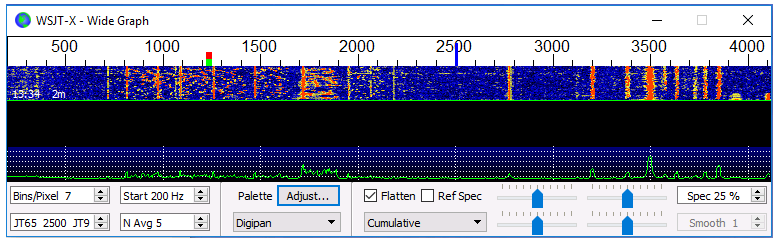 WSJT-X - Wide Graph
500 1000 1500 2000 2500 3000 3500 4000
13:34 2m
Bins/Pixel 7 Start 200 Hz Palette Adjust... Flatten Ref Spec Spec 25 %
JT65 2500 JT9 N Avg 5 Digipan Cumulative Smooth 1